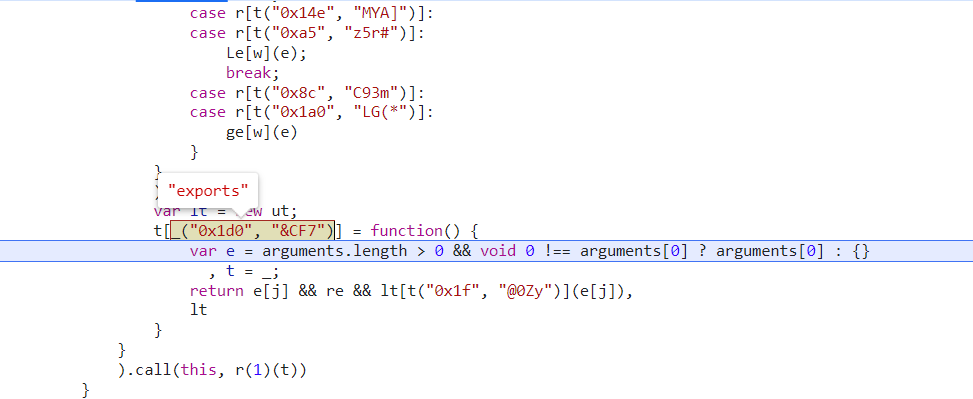 case r[t("0x14e", "MYA]")]:
case r[t("0xa5", "z5r#")]:
Le[w](e);
break;
case r[t("0x8c", "C93m")]:
case r[t("0x1a0", "LG(*")]:
ge[w](e)
}
}
"exports"
var lt = new ut;
t[_("0x1d0", "&CF7")] = function() {
var e = arguments.length > 0 && void 0 !== arguments[0] ? arguments[0] : {}
, t = _;
return e[j] && re && lt[t("0x1f", "@0Zy")](e[j]),
lt
}
}
).call(this, r(1)(t))
}